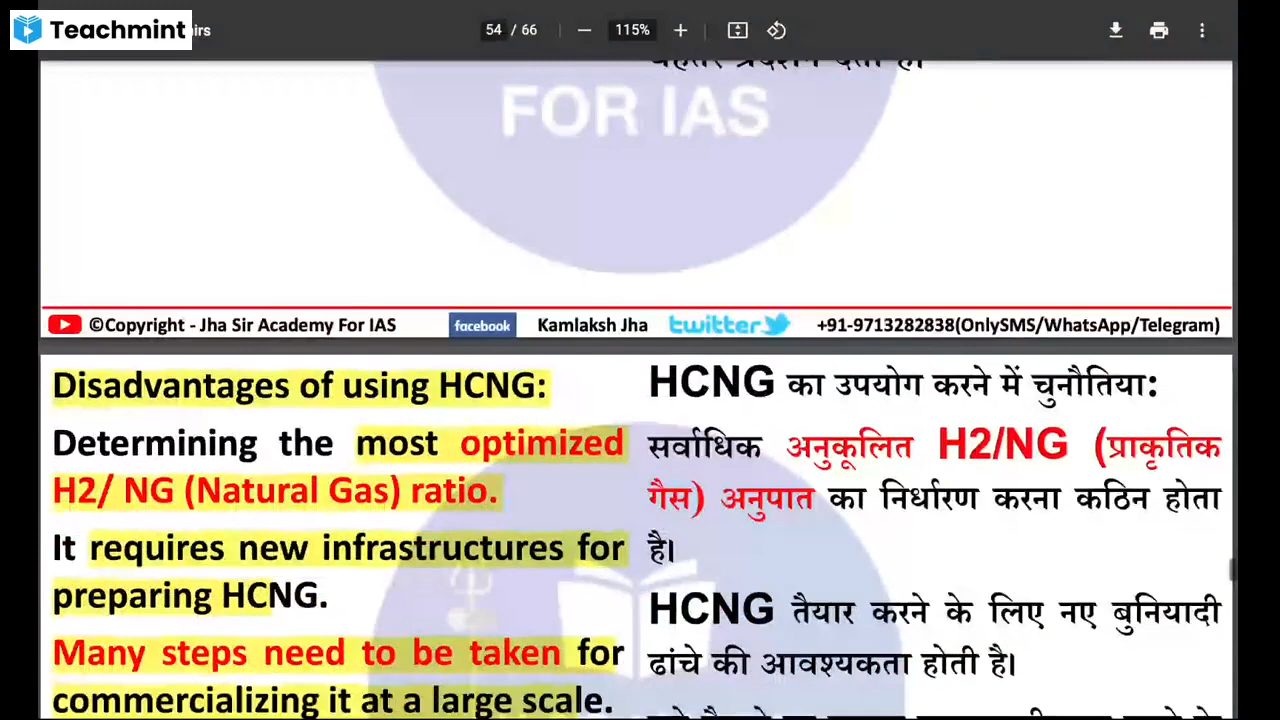 Teachmint
irs
54 / 66
115%
FOR IAS
©Copyright - Jha Sir Academy For IAS
facebook
Kamlaksh Jha
twitter
+91-9713282838(OnlySMS/WhatsApp/Telegram)
Disadvantages of using HCNG:
Determining the most optimized
H2/ NG (Natural Gas) ratio.
It requires new infrastructures for
preparing HCNG.
Many steps need to be taken for
commercializing it at a large scale.
HCNG का उपयोग करने में चुनौतिया:
सर्वाधिक अनुकूलित H2/NG (प्राकृतिक
गैस) अनुपात का निर्धारण करना कठिन होता
है।
HCNG तैयार करने के लिए नए बुनियादी
ढांचे की आवश्यकता होती है।